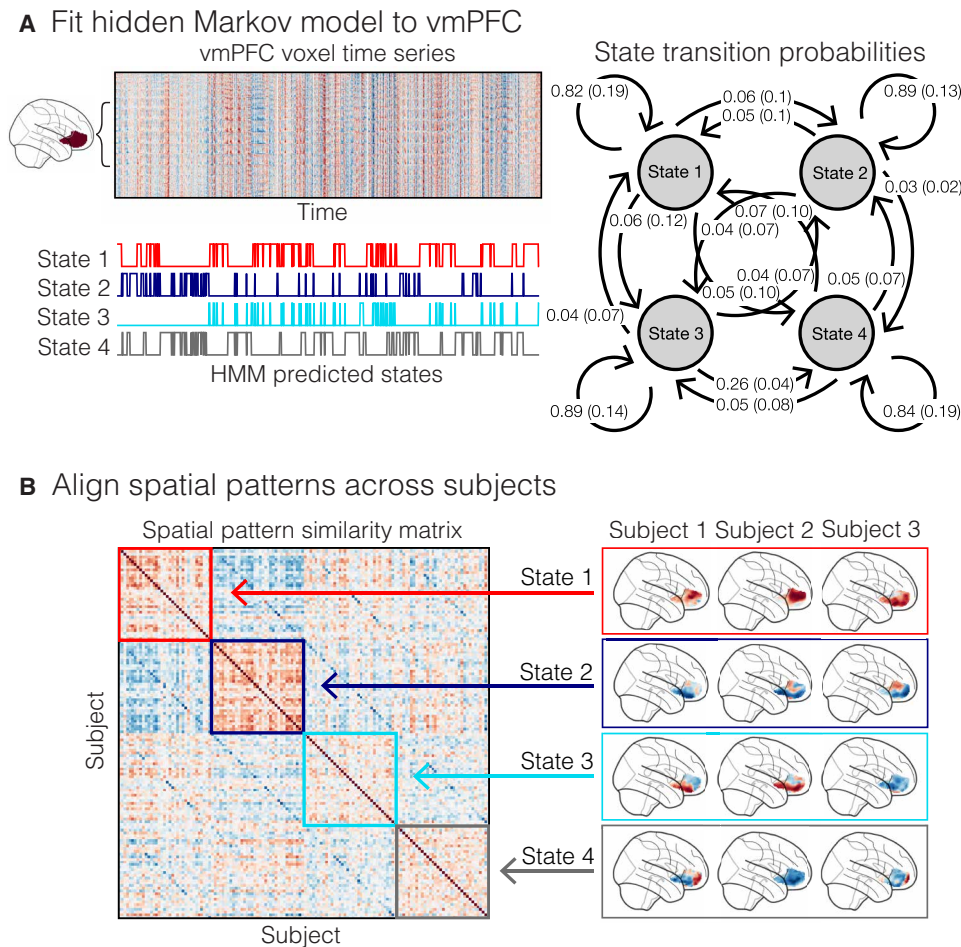 A Fit hidden Markov model to vmPFC
vmPFC voxel time series
Time
State 1
State 2
State 3
State 4
HMM predicted states
State transition probabilities
0.82 (0.19)
0.06 (0.1)
0.05 (0.1)
0.89 (0.13)
State 1
State 2
0.03 (0.02)
0.06 (0.12)
0.07 (0.10)
0.04 (0.07)
0.04 (0.07)
0.05 (0.10)
0.05 (0.07)
0.04 (0.07)
State 3
State 4
0.26 (0.04)
0.05 (0.08)
0.89 (0.14)
0.84 (0.19)
B Align spatial patterns across subjects
Spatial pattern similarity matrix
Subject
Subject
State 1
State 2
State 3
State 4
Subject 1 Subject 2 Subject 3